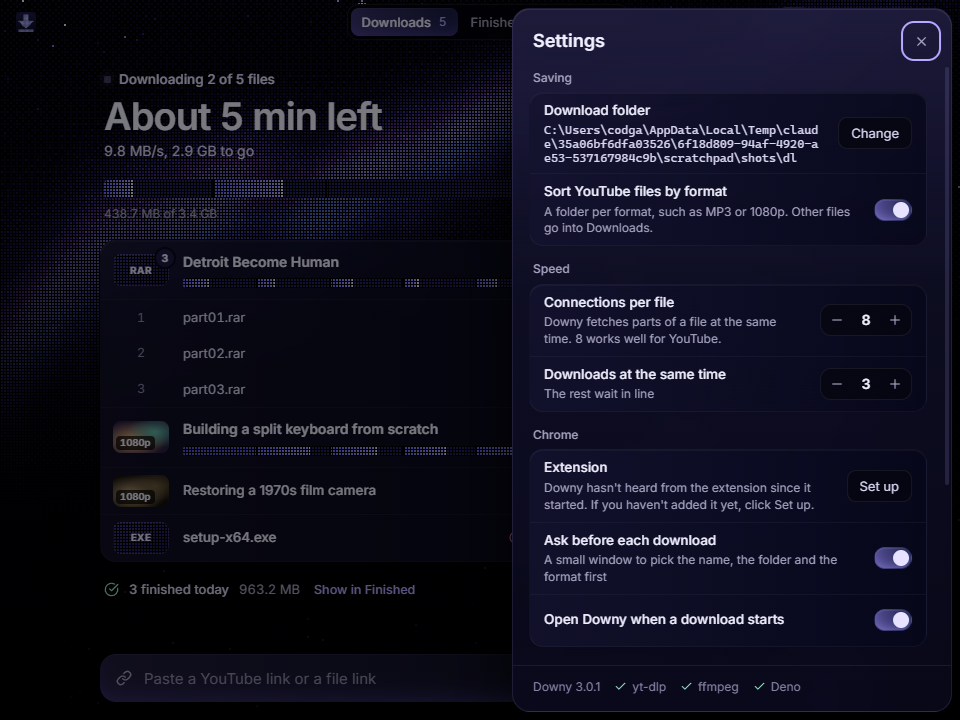 Downloads 5 Finishe
Downloading 2 of 5 files
About 5 min left
9.8 MB/s, 2.9 GB to go
438.7 MB of 3.4 GB
RAR 3 Detroit Become Human
1 part01.rar
2 part02.rar
3 part03.rar
1080p Building a split keyboard from scratch
1080p Restoring a 1970s film camera
EXE setup-x64.exe
3 finished today 963.2 MB Show in Finished
Paste a YouTube link or a file link
Settings
Saving
Download folder
C:\Users\codga\AppData\Local\Temp\claud
e\35a06bf6dfa03526\6f18d809-94af-4920-a
e53-537167984c9b\scratchpad\shots\dl
Change
Sort YouTube files by format
A folder per format, such as MP3 or 1080p. Other files
go into Downloads.
Speed
Connections per file
Downy fetches parts of a file at the same
time. 8 works well for YouTube.
8
Downloads at the same time
The rest wait in line
3
Chrome
Extension
Downy hasn't heard from the extension since it
started. If you haven't added it yet, click Set up.
Set up
Ask before each download
A small window to pick the name, the folder and the
format first
Open Downy when a download starts
Downy 3.0.1 yt-dlp ffmpeg Deno